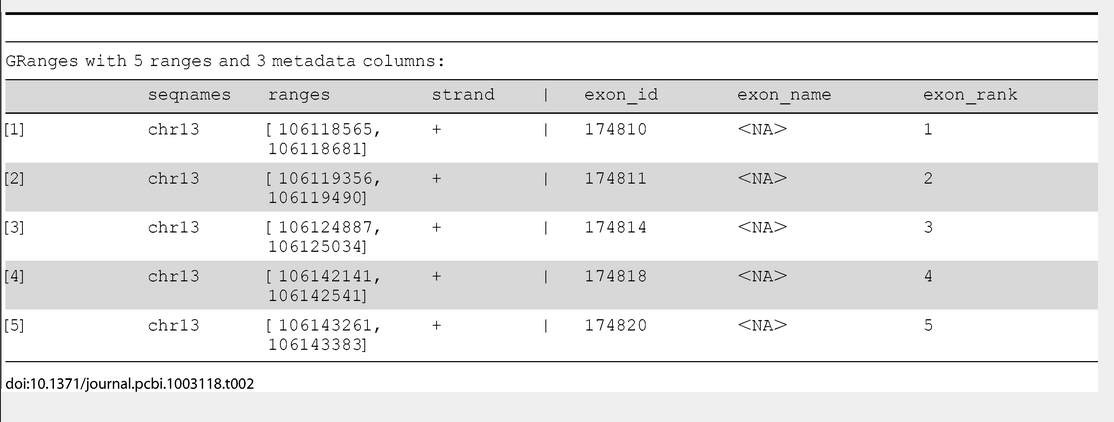 GRanges with 5 ranges and 3 metadata columns:
seqnames ranges strand | exon_id exon_name exon_rank
[1] chr13 [ 106118565, + | 174810 <NA> 1
106118681]
[2] chr13 [ 106119356, + | 174811 <NA> 2
106119490]
[3] chr13 [ 106124887, + | 174814 <NA> 3
106125034]
[4] chr13 [ 106142141, + | 174818 <NA> 4
106142541]
[5] chr13 [ 106143261, + | 174820 <NA> 5
106143383]
doi:10.1371/journal.pcbi.1003118.t002